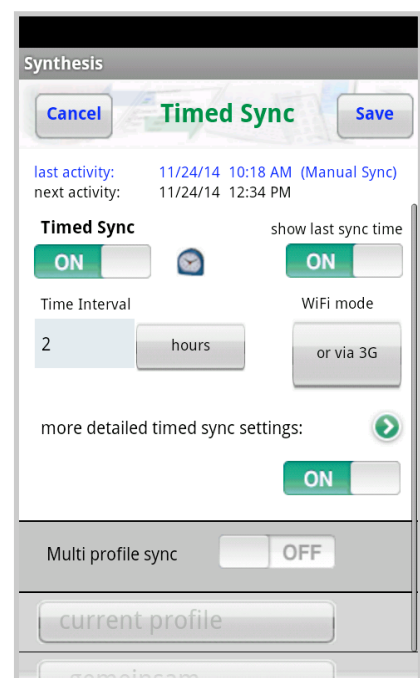 Synthesis
Cancel Timed Sync Save
last activity: 11/24/14 10:18 AM (Manual Sync)
next activity: 11/24/14 12:34 PM
Timed Sync show last sync time
ON ON
Time Interval WiFi mode
2 hours or via 3G
more detailed timed sync settings:
ON
Multi profile sync OFF
current profile
gemeinsam